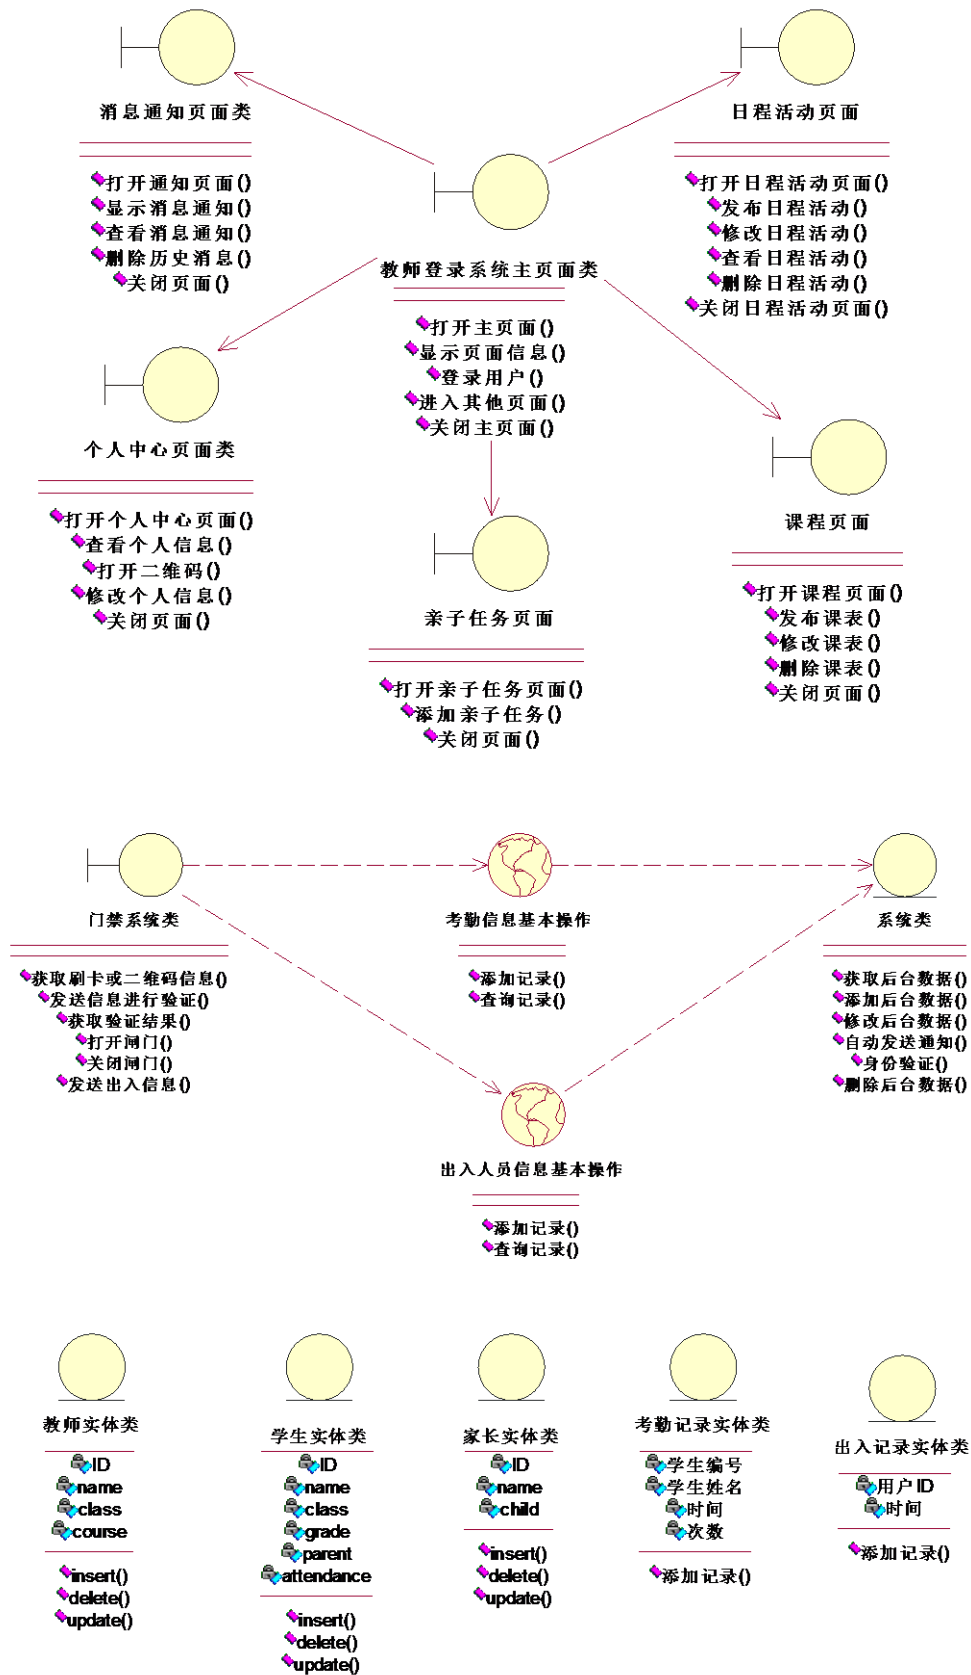 消息通知页面类
打开通知页面()
显示消息通知()
查看消息通知()
删除历史消息()
关闭页面()
日程活动页面
打开日程活动页面()
发布日程活动()
修改日程活动()
查看日程活动()
删除日程活动()
关闭日程活动页面()
教师登录系统主页面类
打开主页面()
显示页面信息()
登录用户()
进入其他页面()
关闭主页面()
个人中心页面类
打开个人中心页面()
查看个人信息()
打开二维码()
修改个人信息()
关闭页面()
课程页面
打开课程页面()
发布课表()
修改课表()
删除课表()
关闭页面()
亲子任务页面
打开亲子任务页面()
添加亲子任务()
关闭页面()
门禁系统类
获取刷卡或二维码信息()
发送信息进行验证()
获取验证结果()
打开闸门()
关闭闸门()
发送出入信息()
考勤信息基本操作
添加记录()
查询记录()
系统类
获取后台数据()
添加后台数据()
修改后台数据()
自动发送通知()
身份验证()
删除后台数据()
出入人员信息基本操作
添加记录()
查询记录()
教师实体类
ID
name
class
course
insert()
delete()
update()
学生实体类
ID
name
class
grade
parent
attendance
insert()
delete()
update()
家长实体类
ID
name
child
insert()
delete()
update()
考勤记录实体类
学生编号
学生姓名
时间
次数
添加记录()
出入记录实体类
用户ID
时间
添加记录()